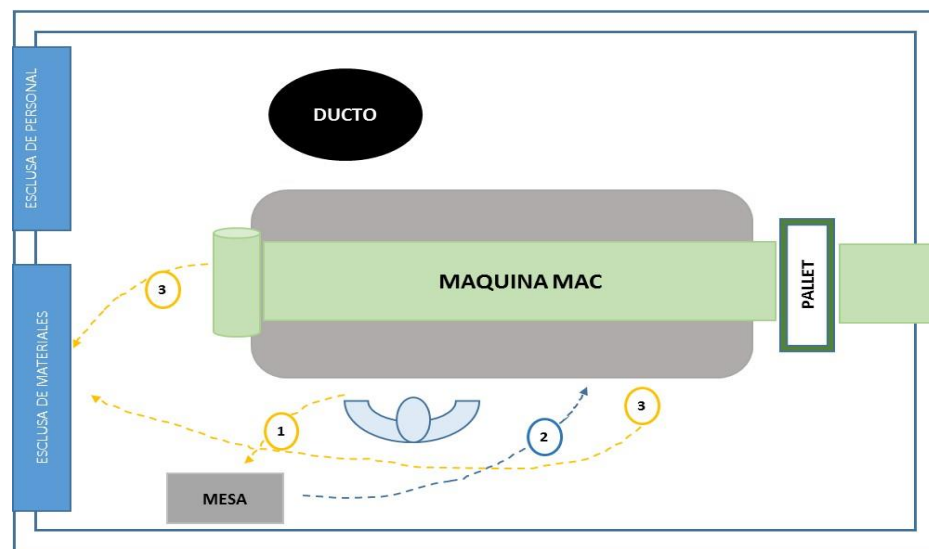 ESCLUSA DE PERSONAL
DUCTO
MAQUINA MAC
PALLET
ESCLUSA DE MATERIALES
3
3
1
2
MESA